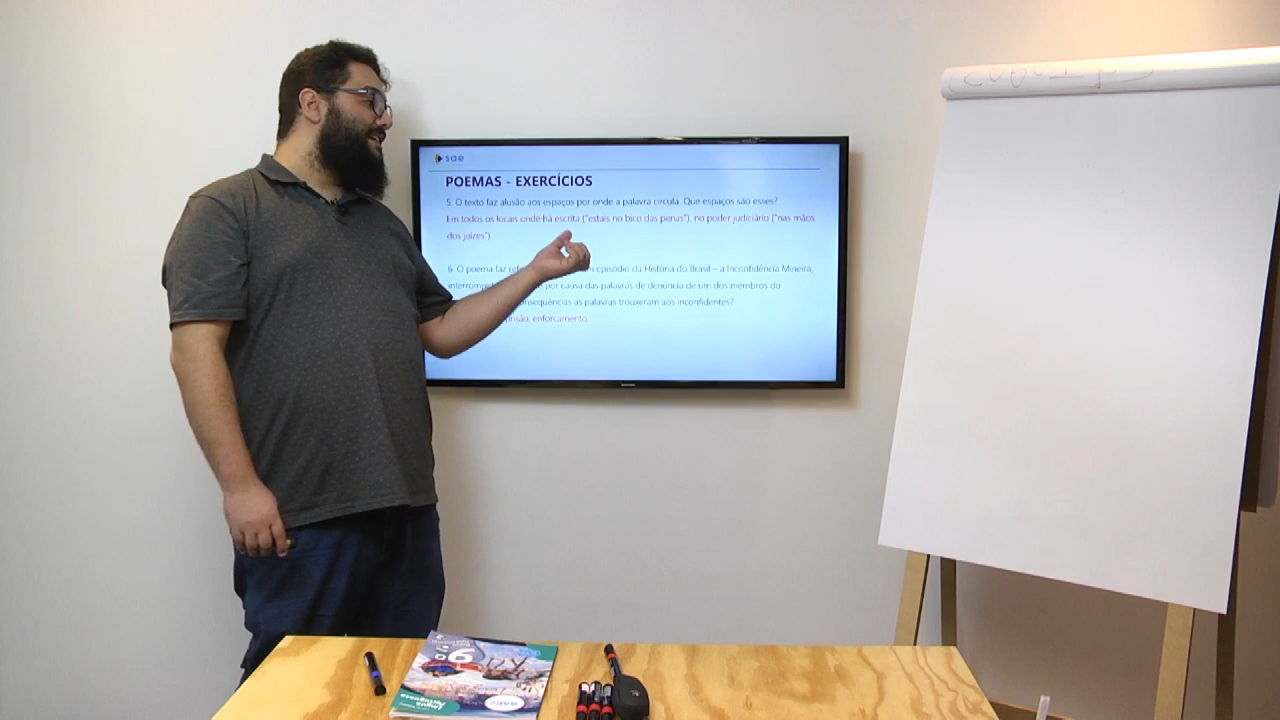 sae
POEMAS - EXERCÍCIOS
5. O texto faz alusão aos espaços por onde a palavra circula. Que espaços são esses?
Em todos os locais onde há escrita ("estais no bico das penas"), no poder judiciário ("nas mãos
dos juízes").
6. O poema faz episódio da História do Brasil – a Inconfidência Mineira,
por causa das palavras de denúncia de um dos membros do
consequências as palavras trouxeram aos inconfidentes?
prisão, enforcamento.
6
Língua
Portuguesa